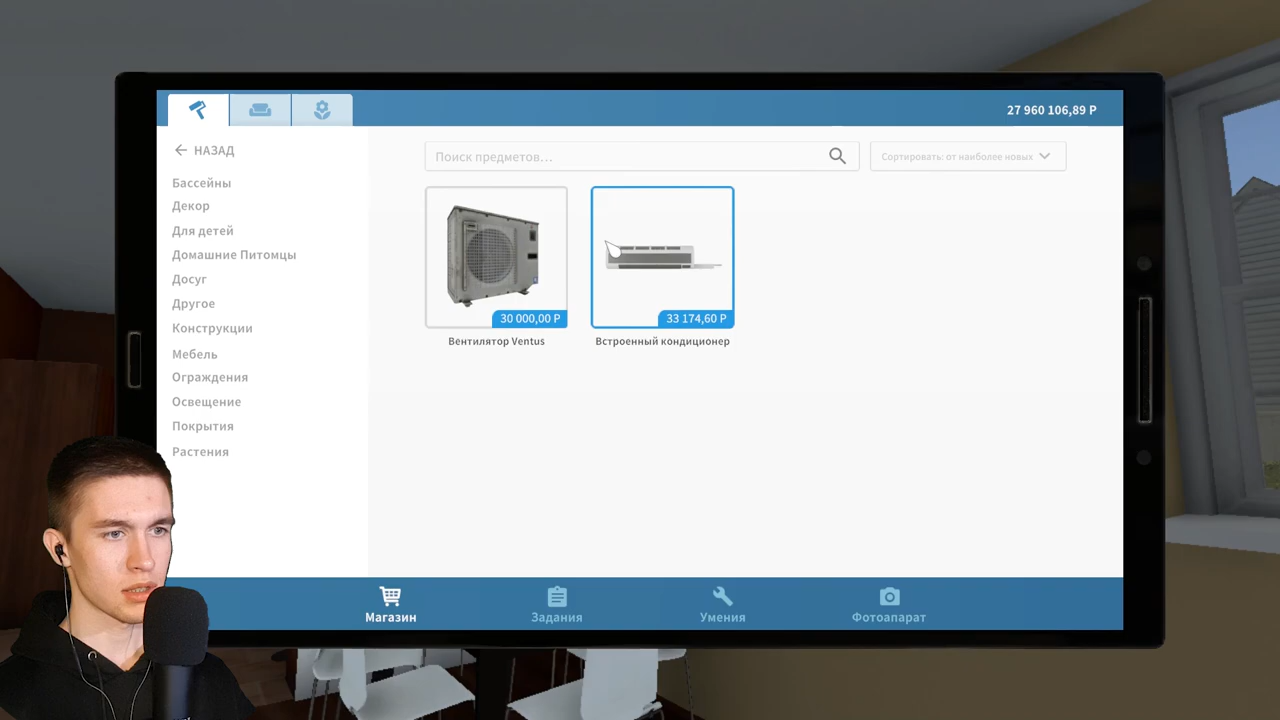 27 960 106,89 Р
НАЗАД
Поиск предметов...
Сортировать: от наиболее новых
Бассейны
Декор
Для детей
Домашние Питомцы
Досуг
Другое
Конструкции
Мебель
Ограждения
Освещение
Покрытия
Растения
30 000,00 Р
33 174,60 Р
Вентилятор Ventus
Встроенный кондиционер
Магазин
Задания
Умения
Фотоапарат